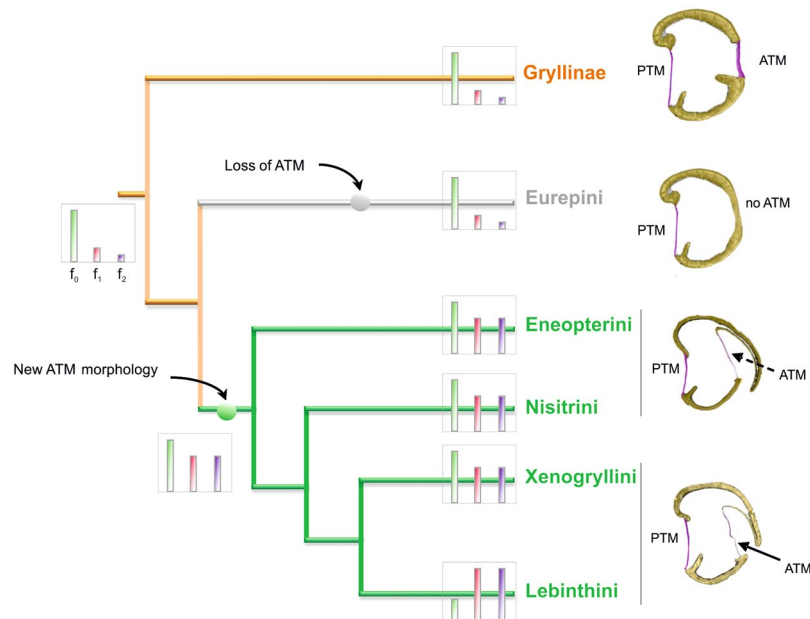 Gryllinae
PTM
ATM
Loss of ATM
Eurepini
no ATM
PTM
f0 f1 f2
Eneopterini
New ATM morphology
PTM
ATM
Nisitrini
Xenogryllini
PTM
ATM
Lebinthini